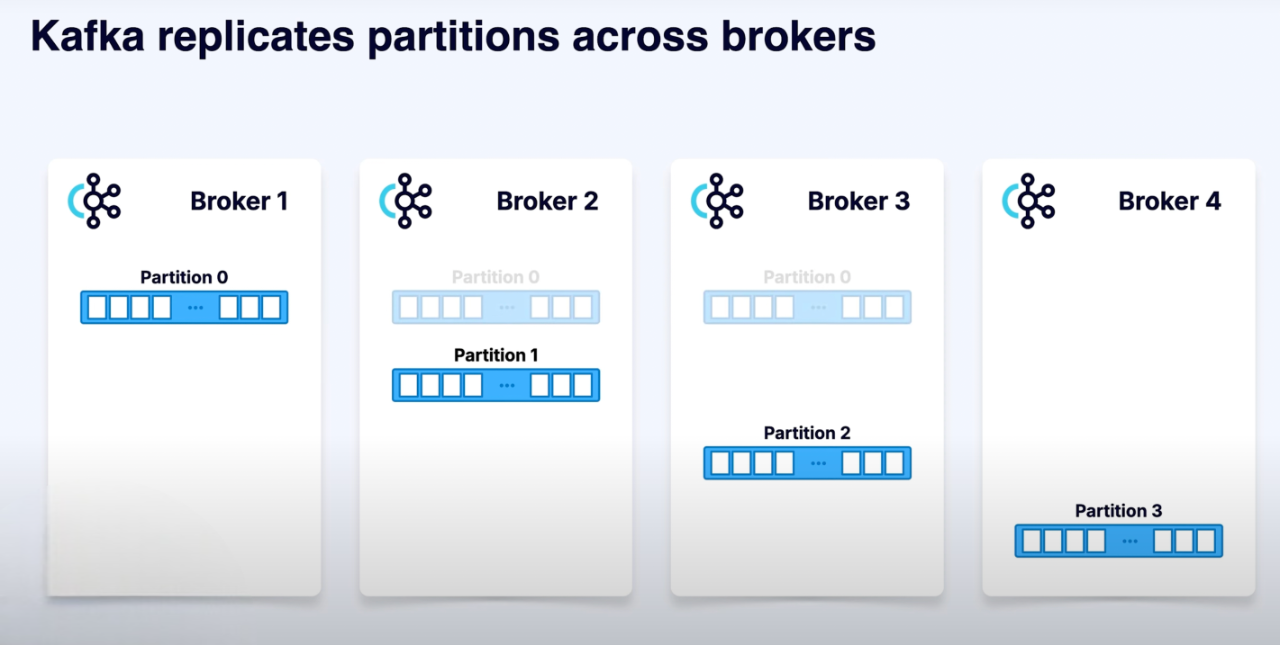 Kafka replicates partitions across brokers
Broker 1
Broker 2
Broker 3
Broker 4
Partition 0
Partition 0
Partition 0
Partition 1
Partition 2
Partition 3